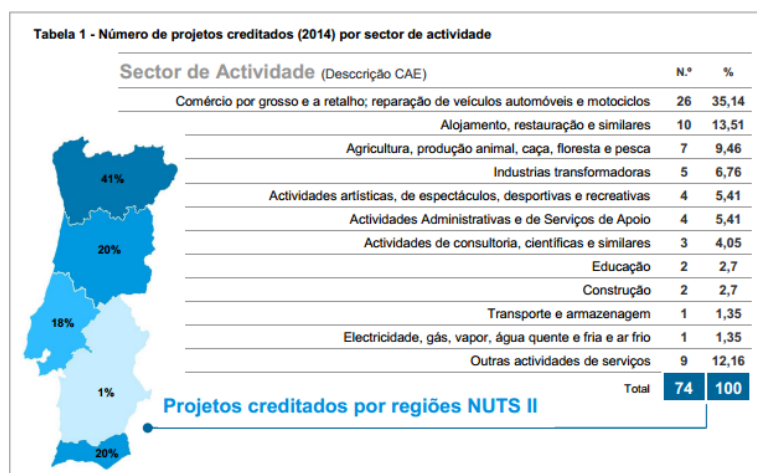 Tabela 1 - Número de projetos creditados (2014) por sector de actividade
Sector de Actividade (Desccrição CAE) N.º %
Comércio por grosso e a retalho; reparação de veículos automóveis e motociclos 26 35,14
Alojamento, restauração e similares 10 13,51
Agricultura, produção animal, caça, floresta e pesca 7 9,46
Industrias transformadoras 5 6,76
Actividades artísticas, de espectáculos, desportivas e recreativas 4 5,41
Actividades Administrativas e de Serviços de Apoio 4 5,41
Actividades de consultoria, científicas e similares 3 4,05
Educação 2 2,7
Construção 2 2,7
Transporte e armazenagem 1 1,35
Electricidade, gás, vapor, água quente e fria e ar frio 1 1,35
Outras actividades de serviços 9 12,16
Total 74 100
41%
20%
18%
1%
20%
Projetos creditados por regiões NUTS II